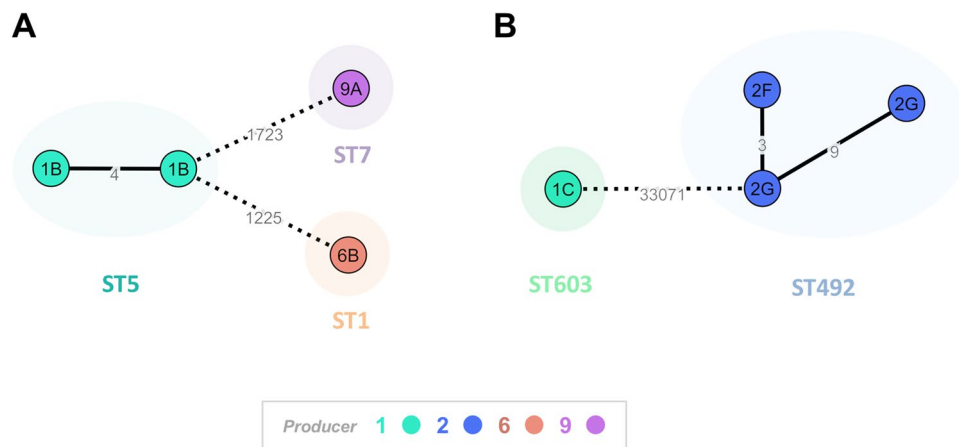 A
9A
1723
ST7
1B
4
1B
1225
6B
ST5
ST1
B
2F
2G
3
9
1C
33071
2G
ST603
ST492
Producer 1 2 6 9